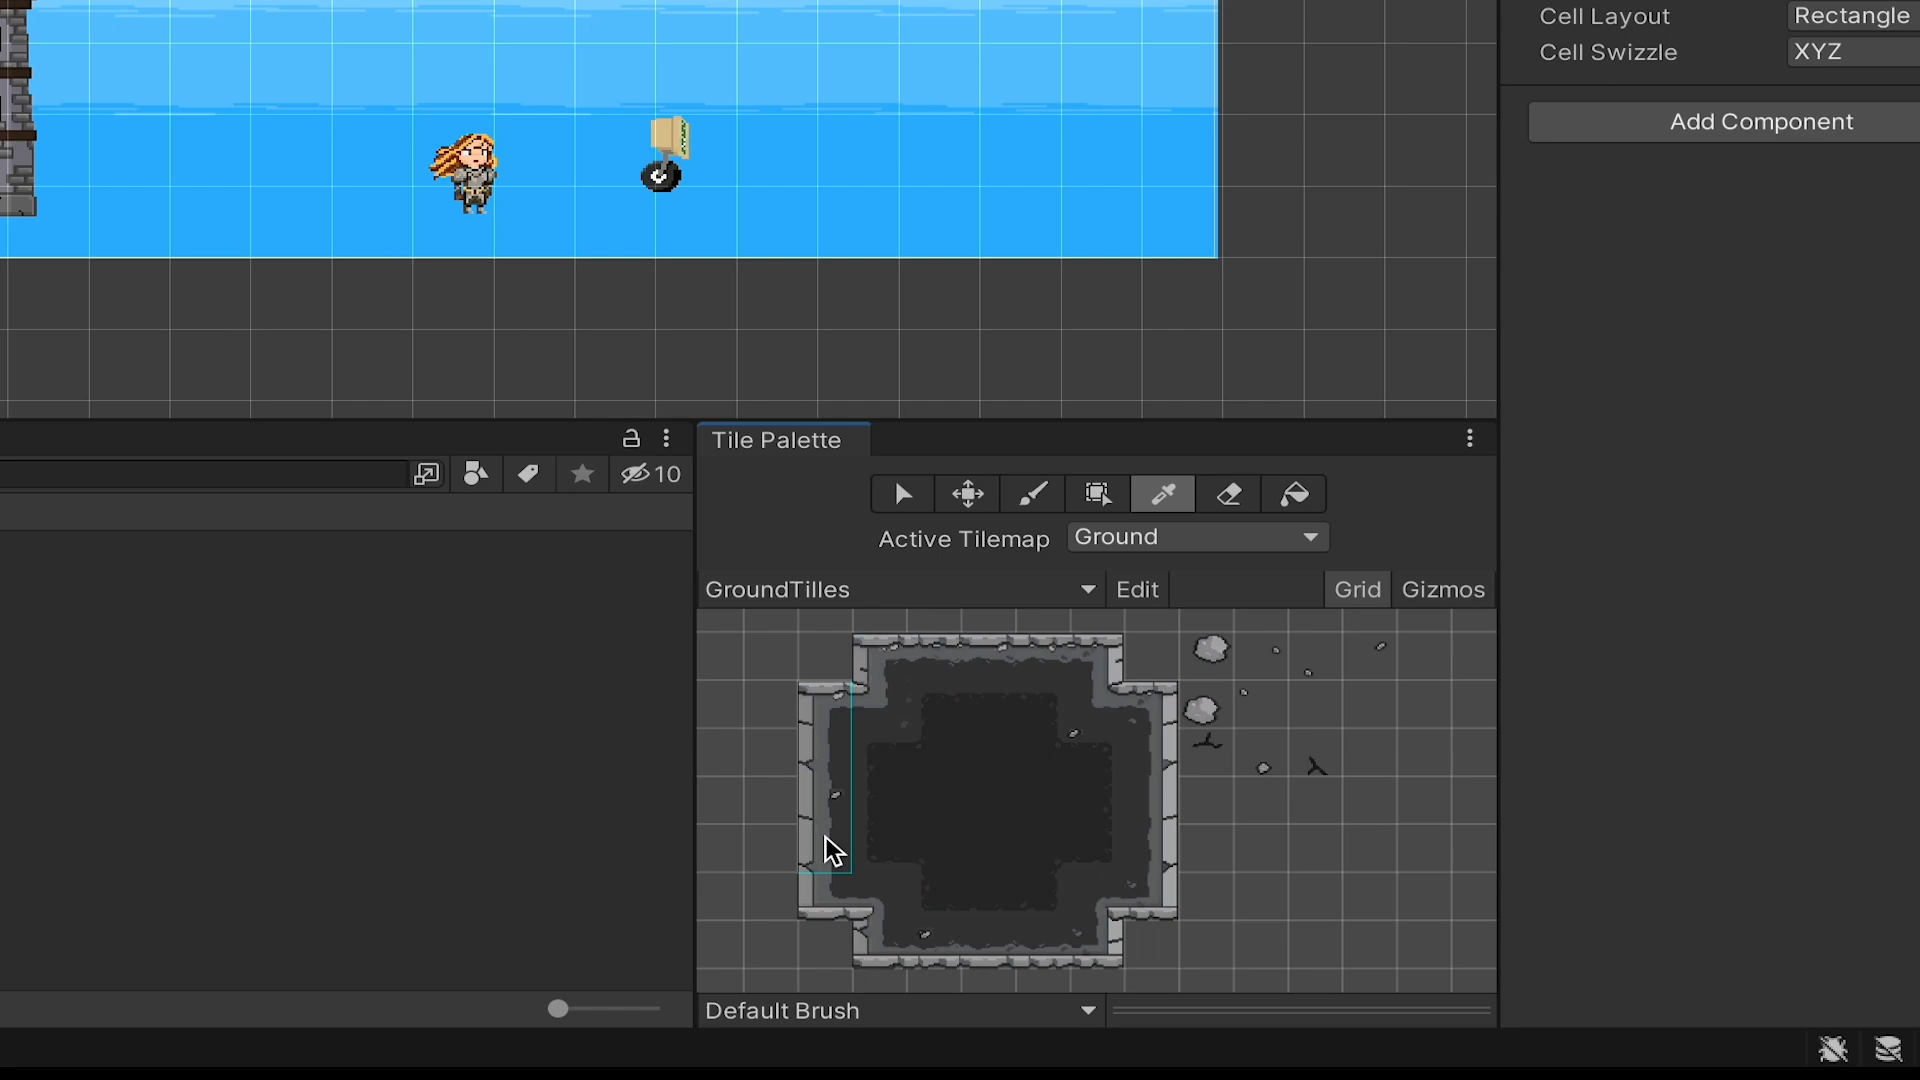 Cell Layout Rectangle
Cell Swizzle XYZ
Add Component
Tile Palette
10
Active Tilemap Ground
GroundTilles Edit Grid Gizmos
Default Brush